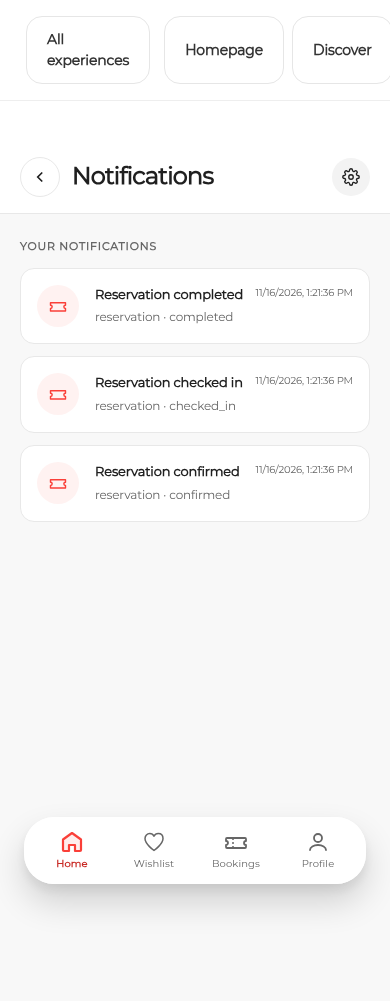 All
experiences
Homepage
Discover
Notifications
YOUR NOTIFICATIONS
Reservation completed
11/16/2026, 1:21:36 PM
reservation · completed
Reservation checked in
11/16/2026, 1:21:36 PM
reservation · checked_in
Reservation confirmed
11/16/2026, 1:21:36 PM
reservation · confirmed
Home
Wishlist
Bookings
Profile